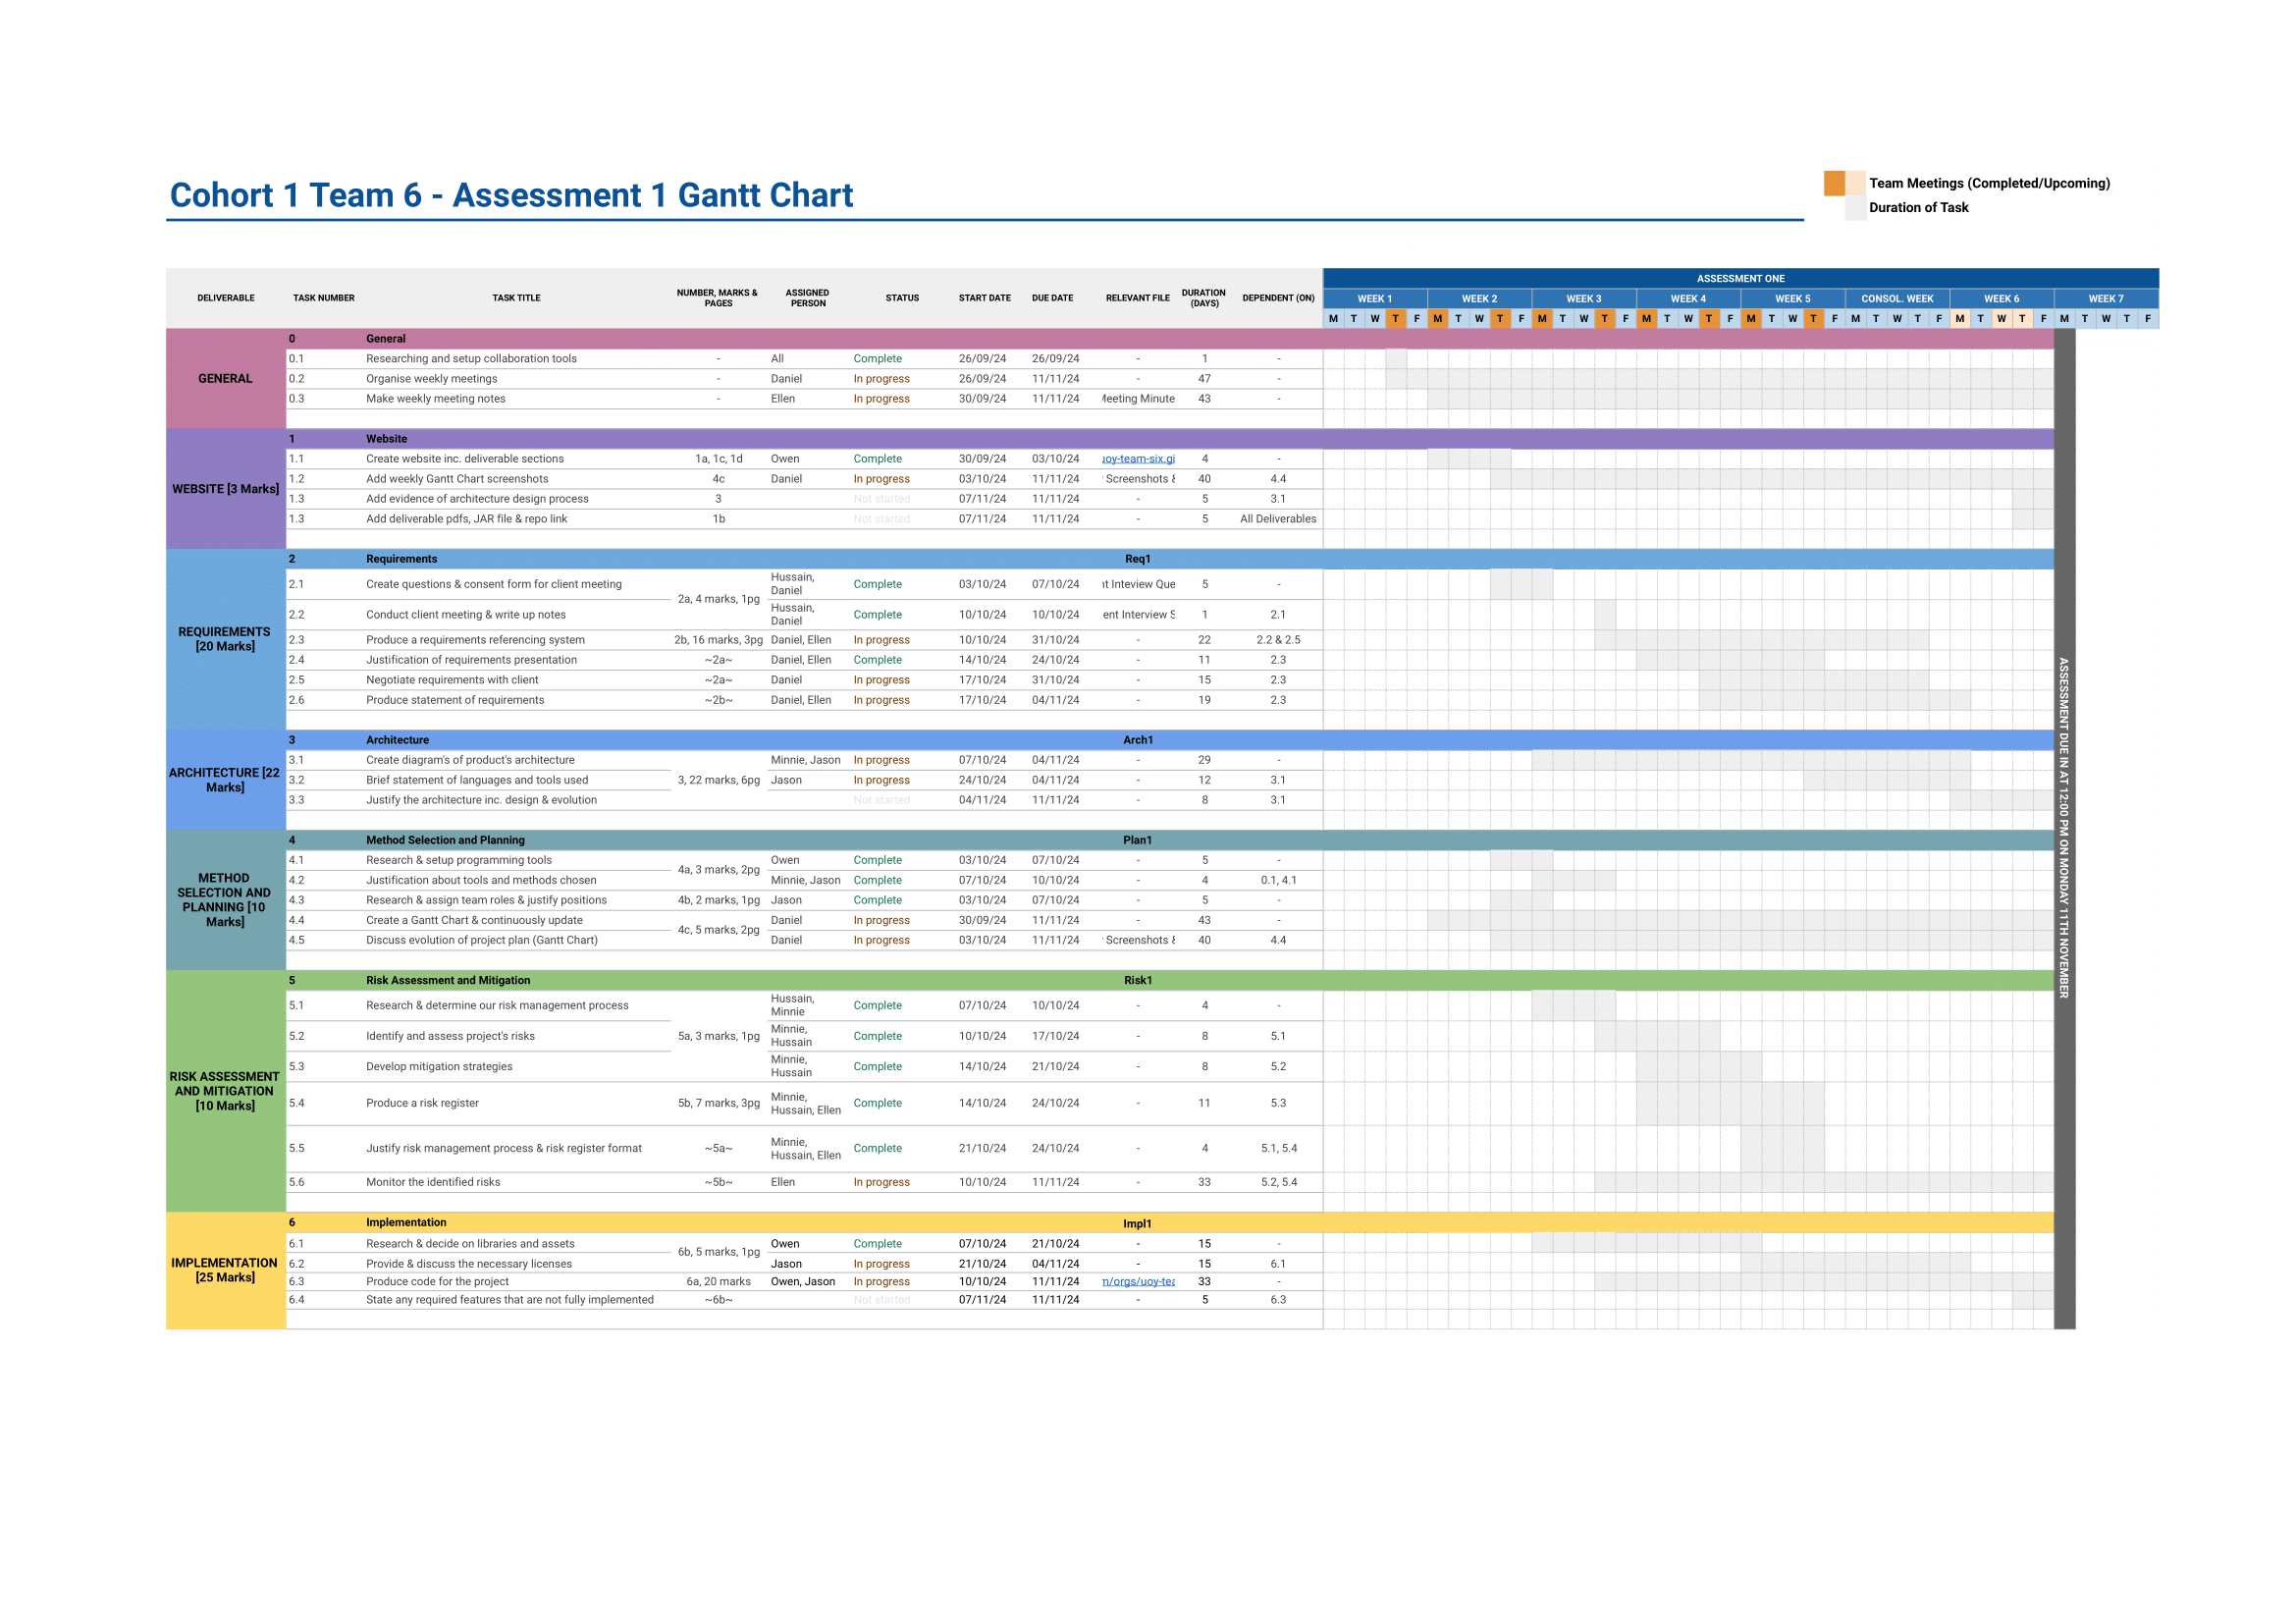 Cohort 1 Team 6 - Assessment 1 Gantt Chart
Team Meetings (Completed/Upcoming)
Duration of Task
DELIVERABLE TASK NUMBER TASK TITLE NUMBER, MARKS & PAGES ASSIGNED PERSON STATUS START DATE DUE DATE RELEVANT FILE DURATION (DAYS) DEPENDENT (ON)
ASSESSMENT ONE
WEEK 1 WEEK 2 WEEK 3 WEEK 4 WEEK 5 CONSOL. WEEK WEEK 6 WEEK 7
M T W T F M T W T F M T W T F M T W T F M T W T F M T W T F M T W T F M T W T F
GENERAL
0 General
0.1 Researching and setup collaboration tools - All Complete 26/09/24 26/09/24 - 1 -
0.2 Organise weekly meetings - Daniel In progress 26/09/24 11/11/24 - 47 -
0.3 Make weekly meeting notes - Ellen In progress 30/09/24 11/11/24 Meeting Minute 43 -
WEBSITE [3 Marks]
1 Website
1.1 Create website inc. deliverable sections 1a, 1c, 1d Owen Complete 30/09/24 03/10/24 uoy-team-six.gi 4 -
1.2 Add weekly Gantt Chart screenshots 4c Daniel In progress 03/10/24 11/11/24 Screenshots & 40 4.4
1.3 Add evidence of architecture design process 3 Not started 07/11/24 11/11/24 - 5 3.1
1.3 Add deliverable pdfs, JAR file & repo link 1b Not started 07/11/24 11/11/24 - 5 All Deliverables
REQUIREMENTS [20 Marks]
2 Requirements Req1
2.1 Create questions & consent form for client meeting 2a, 4 marks, 1pg Hussain, Daniel Complete 03/10/24 07/10/24 nt Inteview Que 5 -
2.2 Conduct client meeting & write up notes Hussain, Daniel Complete 10/10/24 10/10/24 ent Interview S 1 2.1
2.3 Produce a requirements referencing system 2b, 16 marks, 3pg Daniel, Ellen In progress 10/10/24 31/10/24 - 22 2.2 & 2.5
2.4 Justification of requirements presentation ~2a~ Daniel, Ellen Complete 14/10/24 24/10/24 - 11 2.3
2.5 Negotiate requirements with client ~2a~ Daniel In progress 17/10/24 31/10/24 - 15 2.3
2.6 Produce statement of requirements ~2b~ Daniel, Ellen In progress 17/10/24 04/11/24 - 19 2.3
ARCHITECTURE [22 Marks]
3 Architecture Arch1
3.1 Create diagram's of product's architecture Minnie, Jason In progress 07/10/24 04/11/24 - 29 -
3.2 Brief statement of languages and tools used 3, 22 marks, 6pg Jason In progress 24/10/24 04/11/24 - 12 3.1
3.3 Justify the architecture inc. design & evolution Not started 04/11/24 11/11/24 - 8 3.1
METHOD SELECTION AND PLANNING [10 Marks]
4 Method Selection and Planning Plan1
4.1 Research & setup programming tools 4a, 3 marks, 2pg Owen Complete 03/10/24 07/10/24 - 5 -
4.2 Justification about tools and methods chosen Minnie, Jason Complete 07/10/24 10/10/24 - 4 0.1, 4.1
4.3 Research & assign team roles & justify positions 4b, 2 marks, 1pg Jason Complete 03/10/24 07/10/24 - 5 -
4.4 Create a Gantt Chart & continuously update 4c, 5 marks, 2pg Daniel In progress 30/09/24 11/11/24 - 43 -
4.5 Discuss evolution of project plan (Gantt Chart) Daniel In progress 03/10/24 11/11/24 Screenshots & 40 4.4
RISK ASSESSMENT AND MITIGATION [10 Marks]
5 Risk Assessment and Mitigation Risk1
5.1 Research & determine our risk management process Hussain, Minnie Complete 07/10/24 10/10/24 - 4 -
5.2 Identify and assess project's risks 5a, 3 marks, 1pg Minnie, Hussain Complete 10/10/24 17/10/24 - 8 5.1
5.3 Develop mitigation strategies Minnie, Hussain Complete 14/10/24 21/10/24 - 8 5.2
5.4 Produce a risk register 5b, 7 marks, 3pg Minnie, Hussain, Ellen Complete 14/10/24 24/10/24 - 11 5.3
5.5 Justify risk management process & risk register format ~5a~ Minnie, Hussain, Ellen Complete 21/10/24 24/10/24 - 4 5.1, 5.4
5.6 Monitor the identified risks ~5b~ Ellen In progress 10/10/24 11/11/24 - 33 5.2, 5.4
IMPLEMENTATION [25 Marks]
6 Implementation Impl1
6.1 Research & decide on libraries and assets 6b, 5 marks, 1pg Owen Complete 07/10/24 21/10/24 - 15 -
6.2 Provide & discuss the necessary licenses Jason In progress 21/10/24 04/11/24 - 15 6.1
6.3 Produce code for the project 6a, 20 marks Owen, Jason In progress 10/10/24 11/11/24 m/orgs/uoy-tea 33 -
6.4 State any required features that are not fully implemented ~6b~ Not started 07/11/24 11/11/24 - 5 6.3
ASSESSMENT DUE IN AT 12:00 PM ON MONDAY 11TH NOVEMBER